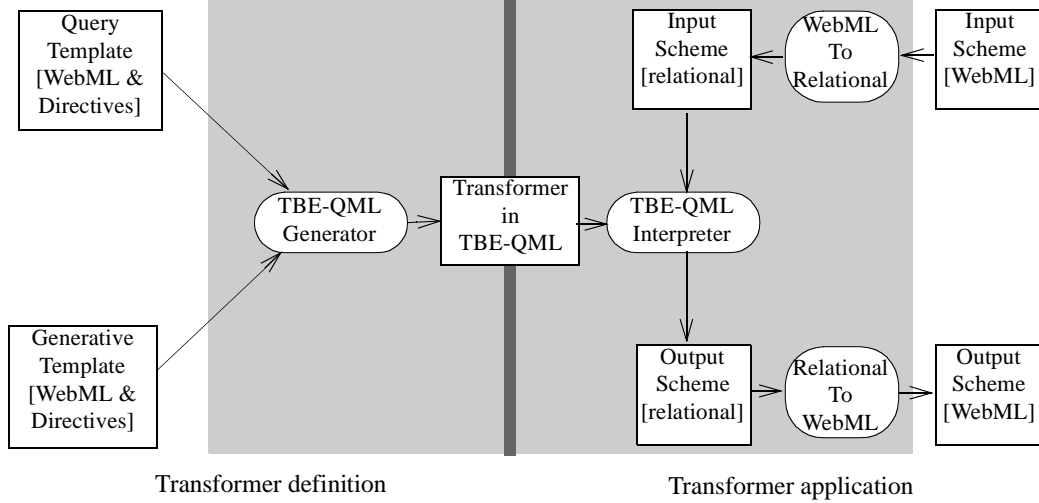 Query
Template
[WebML &
Directives]
Input
Scheme
[relational]
WebML
To
Relational
Input
Scheme
[WebML]
TBE-QML
Generator
Transformer
in
TBE-QML
TBE-QML
Interpreter
Generative
Template
[WebML &
Directives]
Output
Scheme
[relational]
Relational
To
WebML
Output
Scheme
[WebML]
Transformer definition
Transformer application